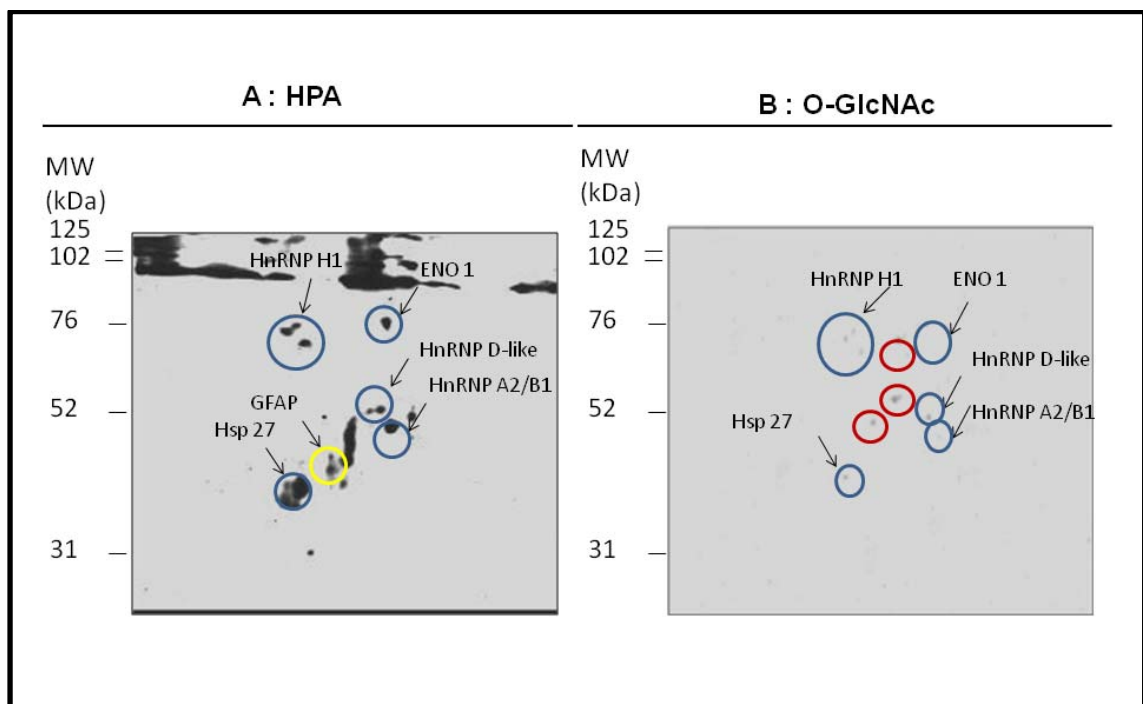 A : HPA
B : O-GlcNAc
MW
(kDa)
125
102
76
52
31
HnRNP H1
ENO 1
HnRNP D-like
HnRNP A2/B1
GFAP
Hsp 27
MW
(kDa)
125
102
76
52
31
HnRNP H1
ENO 1
HnRNP D-like
HnRNP A2/B1
Hsp 27